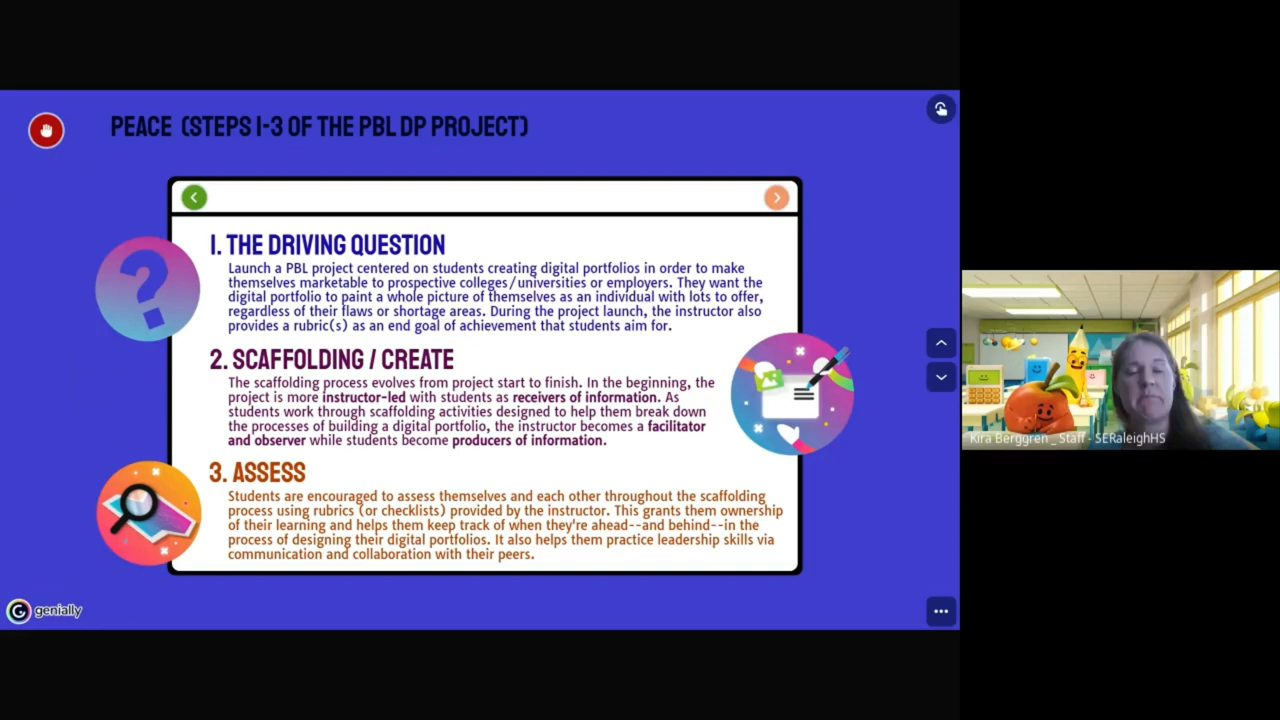 PEACE (STEPS 1-3 OF THE PBL DP PROJECT)
1. THE DRIVING QUESTION
Launch a PBL project centered on students creating digital portfolios in order to make
themselves marketable to prospective colleges/universities or employers. They want the
digital portfolio to paint a whole picture of themselves as an individual with lots to offer,
regardless of their flaws or shortage areas. During the project launch, the instructor also
provides a rubric(s) as an end goal of achievement that students aim for.
2. SCAFFOLDING / CREATE
The scaffolding process evolves from project start to finish. In the beginning, the
project is more instructor-led with students as receivers of information. As
students work through scaffolding activities designed to help them break down
the processes of building a digital portfolio, the instructor becomes a facilitator
and observer while students become producers of information.
3. ASSESS
Students are encouraged to assess themselves and each other throughout the scaffolding
process using rubrics (or checklists) provided by the instructor. This grants them ownership
of their learning and helps them keep track of when they're ahead--and behind--in the
process of designing their digital portfolios. It also helps them practice leadership skills via
communication and collaboration with their peers.
genially
Kira Berggren _ Staff - SERaleighHS